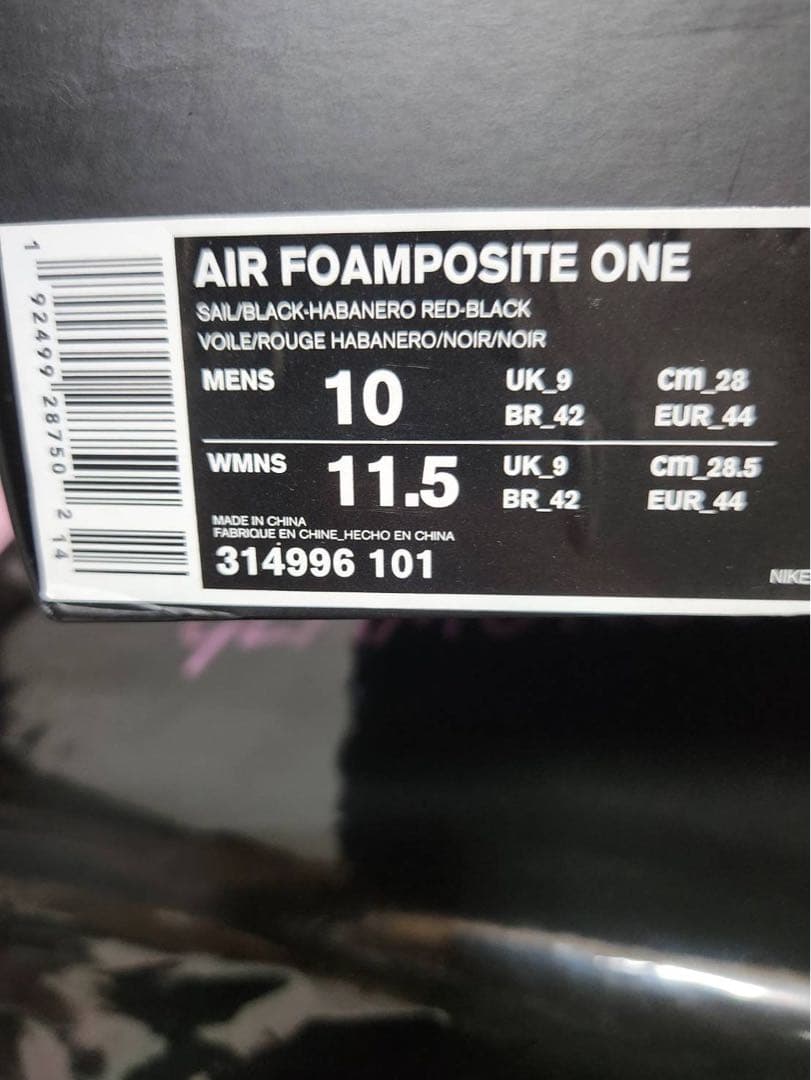 AIR FOAMPOSITE ONE
SAIL/BLACK-HABANERO RED-BLACK
VOILE/ROUGE HABANERO/NOIR/NOIR
MENS 10 UK_9 cm_28
BR_42 EUR_44
WMNS 11.5 UK_9 cm_28.5
BR_42 EUR_44
MADE IN CHINA
FABRIQUE EN CHINE_HECHO EN CHINA
314996 101
NIKE
1 92499 28750 2 14